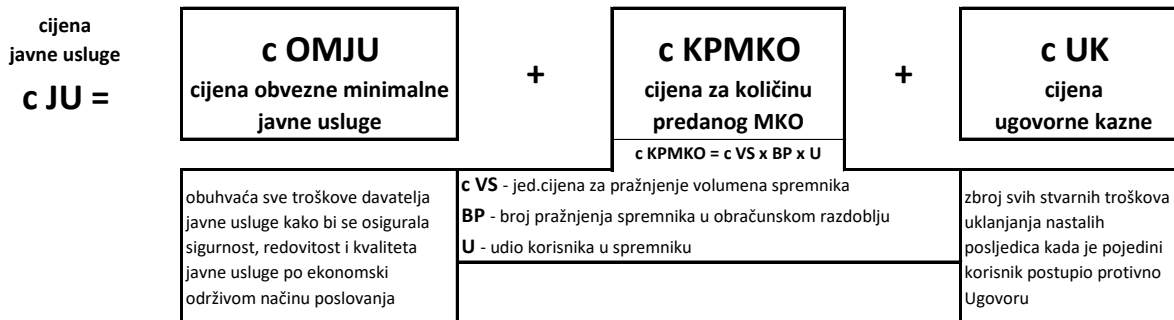 cijena
javne usluge
c JU =
c OMJU
cijena obvezne minimalne
javne usluge
+
c KPMKO
cijena za količinu
predanog MKO
c KPMKO = c VS x BP x U
+
c UK
cijena
ugovorne kazne
obuhvaća sve troškove davatelja
javne usluge kako bi se osigurala
sigurnost, redovitost i kvaliteta
javne usluge po ekonomski
održivom načinu poslovanja
c VS - jed.cijena za pražnjenje volumena spremnika
BP - broj pražnjenja spremnika u obračunskom razdoblju
U - udio korisnika u spremniku
zbroj svih stvarnih troškova
uklanjanja nastalih
posljedica kada je pojedini
korisnik postupio protivno
Ugovoru